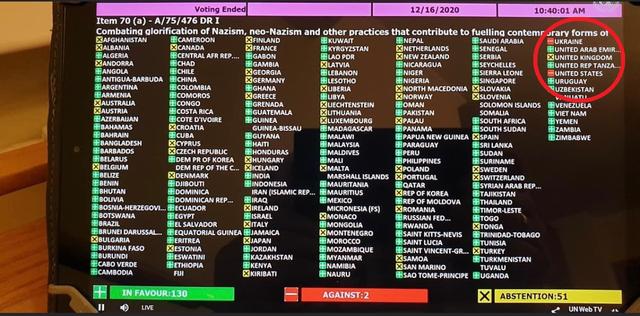 Voting Ended 12/16/2020 10:40:01 AM
Item 70 (a) - A/75/476 DR I
Combating glorification of Nazism, neo-Nazism and other practices that contribute to fuelling contemporary forms of
AFGHANISTAN
ALBANIA
ALGERIA
ANDORRA
ANGOLA
ANTIGUA-BARBUDA
ARGENTINA
ARMENIA
AUSTRALIA
AUSTRIA
AZERBAIJAN
BAHAMAS
BAHRAIN
BANGLADESH
BARBADOS
BELARUS
BELGIUM
BELIZE
BENIN
BHUTAN
BOLIVIA
BOSNIA-HERZEGOVI...
BOTSWANA
BRAZIL
BRUNEI DARUSSAL...
BULGARIA
BURKINA FASO
BURUNDI
CABO VERDE
CAMBODIA
CAMEROON
CANADA
CENTRAL AFR REP....
CHAD
CHILE
CHINA
COLOMBIA
COMOROS
CONGO
COSTA RICA
COTE D'IVOIRE
CROATIA
CUBA
CYPRUS
CZECH REPUBLIC
DEM PR OF KOREA
DEM REP OF THE C...
DENMARK
DJIBOUTI
DOMINICA
DOMINICAN REP...
ECUADOR
EGYPT
EL SALVADOR
EQUATORIAL GUINEA
ERITREA
ESTONIA
ESWATINI
ETHIOPIA
FIJI
FINLAND
FRANCE
GABON
GAMBIA
GEORGIA
GERMANY
GHANA
GREECE
GRENADA
GUATEMALA
GUINEA
GUINEA-BISSAU
GUYANA
HAITI
HONDURAS
HUNGARY
ICELAND
INDIA
INDONESIA
IRAN (ISLAMIC REP...
IRAQ
IRELAND
ISRAEL
ITALY
JAMAICA
JAPAN
JORDAN
KAZAKHSTAN
KENYA
KIRIBATI
KUWAIT
KYRGYZSTAN
LAO PDR
LATVIA
LEBANON
LESOTHO
LIBERIA
LIBYA
LIECHTENSTEIN
LITHUANIA
LUXEMBOURG
MADAGASCAR
MALAWI
MALAYSIA
MALDIVES
MALI
MALTA
MARSHALL ISLANDS
MAURITANIA
MAURITIUS
MEXICO
MICRONESIA (FS)
MONACO
MONGOLIA
MONTENEGRO
MOROCCO
MOZAMBIQUE
MYANMAR
NAMIBIA
NAURU
NEPAL
NETHERLANDS
NEW ZEALAND
NICARAGUA
NIGER
NIGERIA
NORTH MACEDONIA
NORWAY
OMAN
PAKISTAN
PALAU
PANAMA
PAPUA NEW GUINEA
PARAGUAY
PERU
PHILIPPINES
POLAND
PORTUGAL
QATAR
REP OF KOREA
REP OF MOLDOVA
ROMANIA
RUSSIAN FED...
RWANDA
SAINT KITTS-NEVIS
SAINT LUCIA
SAINT VINCENT-GR...
SAMOA
SAN MARINO
SAO TOME-PRINCIPE
SAUDI ARABIA
SENEGAL
SERBIA
SEYCHELLES
SIERRA LEONE
SINGAPORE
SLOVAKIA
SLOVENIA
SOLOMON ISLANDS
SOMALIA
SOUTH AFRICA
SOUTH SUDAN
SPAIN
SRI LANKA
SUDAN
SURINAME
SWEDEN
SWITZERLAND
SYRIAN ARAB REP...
TAJIKISTAN
THAILAND
TIMOR-LESTE
TOGO
TONGA
TRINIDAD-TOBAGO
TUNISIA
TURKEY
TURKMENISTAN
TUVALU
UGANDA
UKRAINE
UNITED ARAB EMIR...
UNITED KINGDOM
UNITED REP TANZA...
UNITED STATES
URUGUAY
UZBEKISTAN
VENEZUELA
VIET NAM
YEMEN
ZAMBIA
ZIMBABWE
IN FAVOUR:130
AGAINST:2
ABSTENTION:51
LIVE
UN Web TV